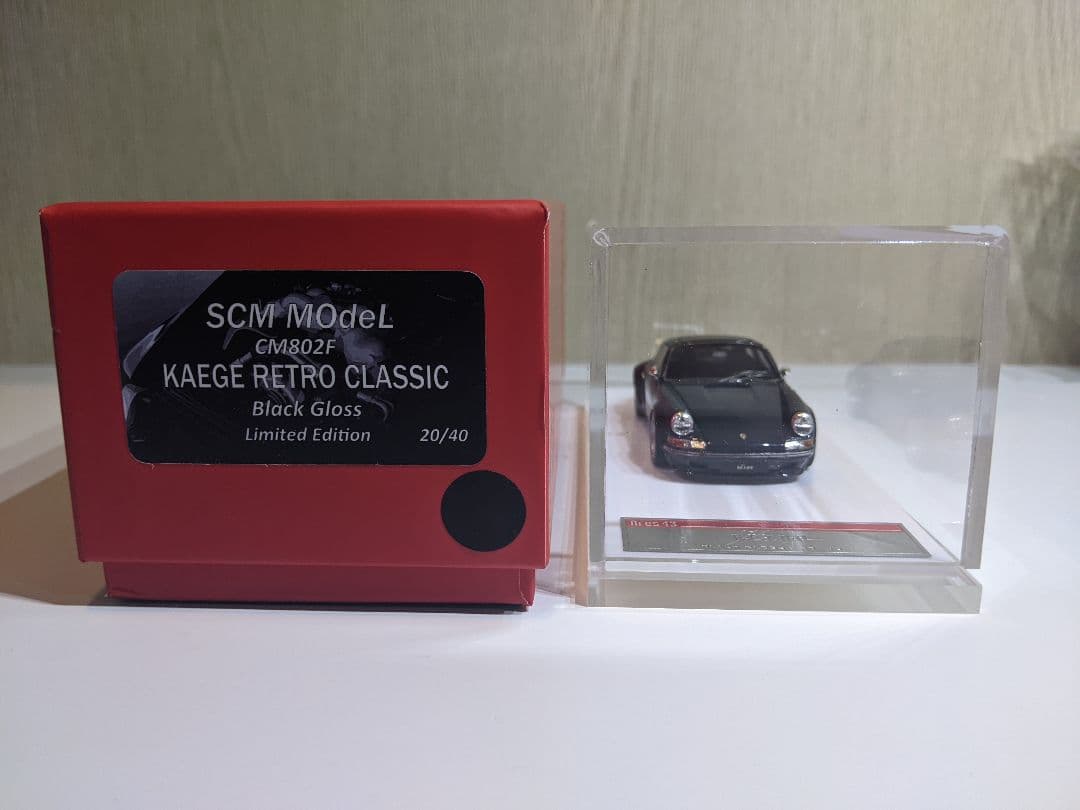 SCM MOdeL
CM802F
KAEGE RETRO CLASSIC
Black Gloss
Limited Edition 20/40